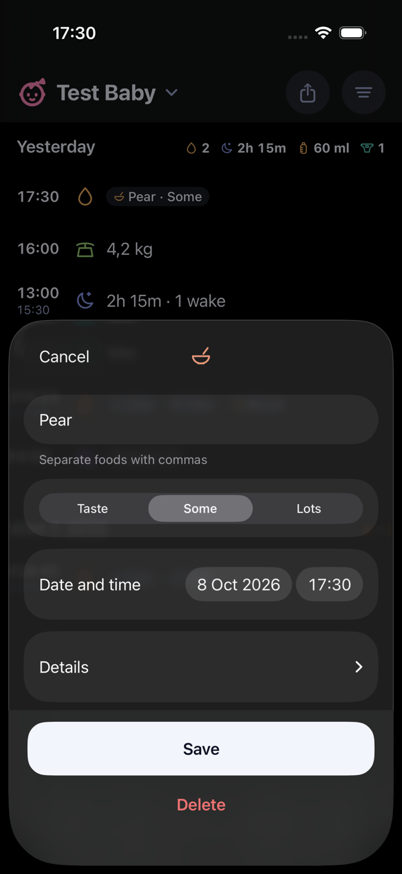 17:30
Test Baby
Yesterday 2 2h 15m 60 ml 1
17:30 Pear · Some
16:00 4,2 kg
13:00 2h 15m · 1 wake
15:30
Cancel
Pear
Separate foods with commas
Taste Some Lots
Date and time 8 Oct 2026 17:30
Details
Save
Delete